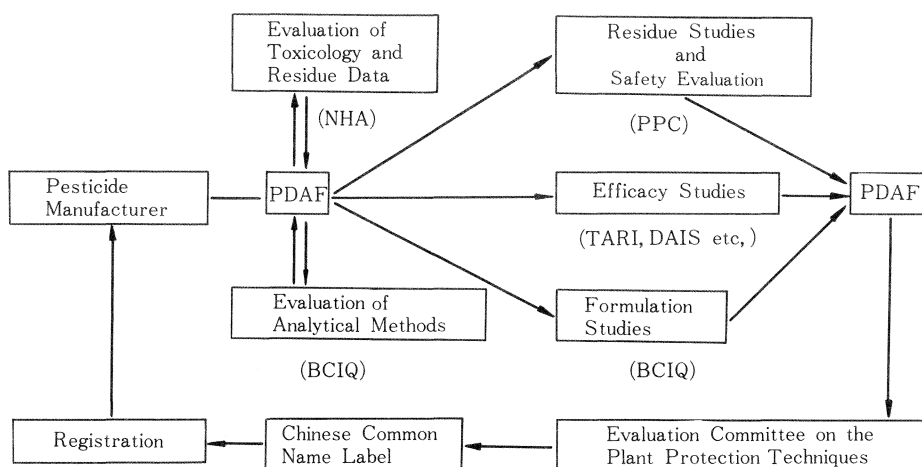 Evaluation of
Toxicology and
Residue Data
(NHA)
Residue Studies
and
Safety Evaluation
(PPC)
Pesticide
Manufacturer
PDAF
Efficacy Studies
(TARI, DAIS etc,)
PDAF
Evaluation of
Analytical Methods
(BCIQ)
Formulation
Studies
(BCIQ)
Registration
Chinese Common
Name Label
Evaluation Committee on the
Plant Protection Techniques